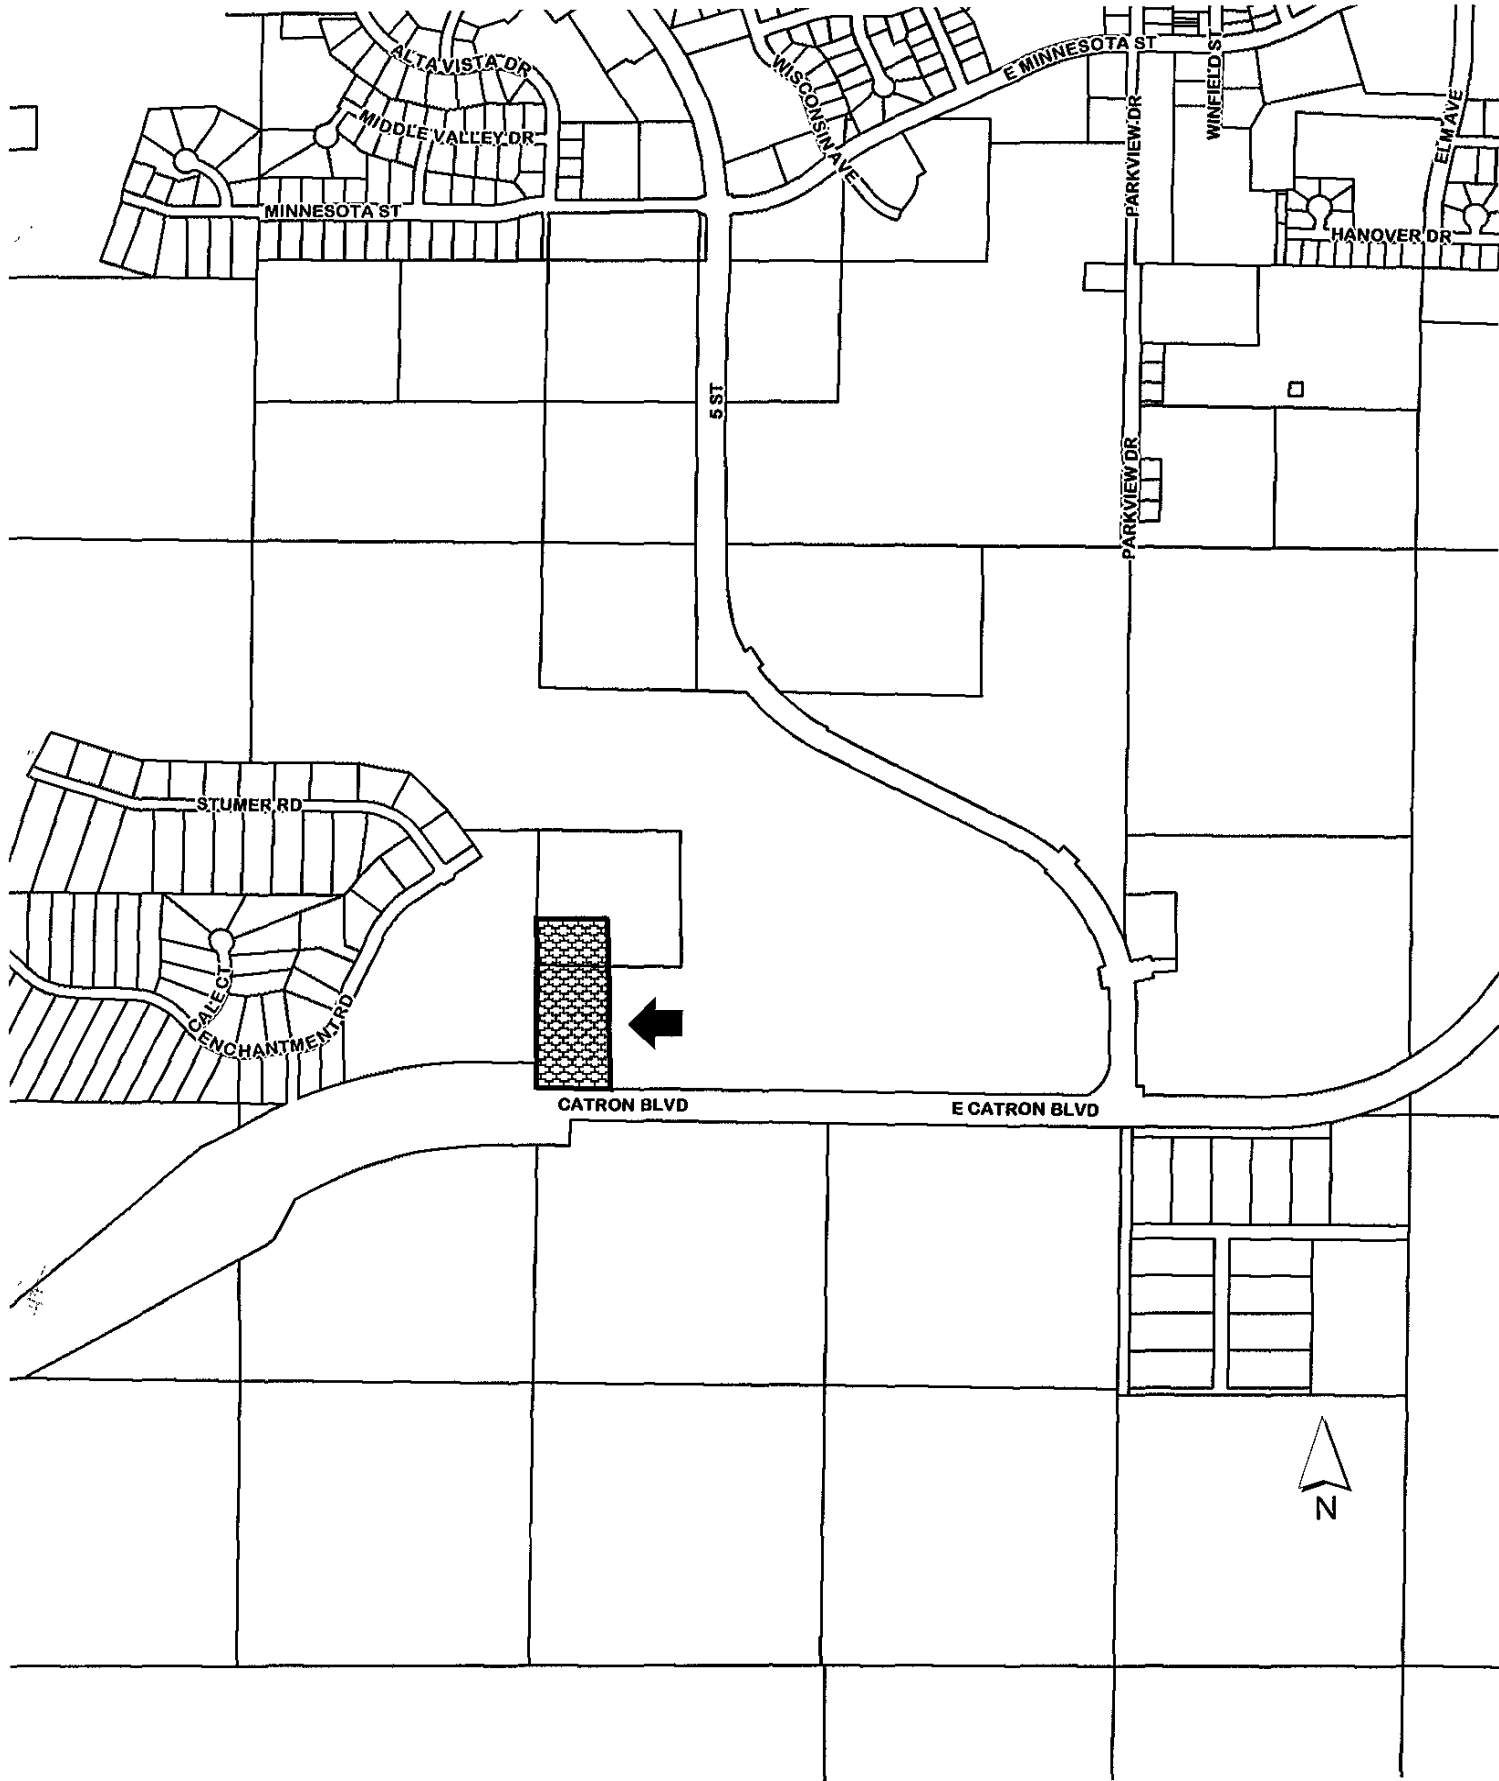 ALTA VISTA DR
WISCONSIN AVE
E MINNESOTA ST
WINFIELD ST
PARKVIEW DR
ELM AVE
MIDDLE VALLEY DR
MINNESOTA ST
HANOVER DR
5 ST
PARKVIEW DR
STUMER RD
CALE CT
ENCHANTMENT RD
CATRON BLVD
E CATRON BLVD
N